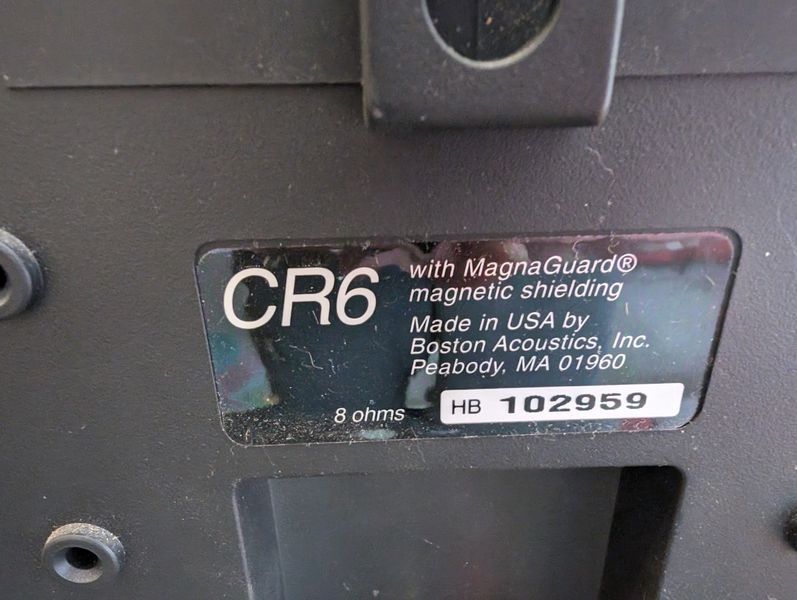 CR6
with MagnaGuard®
magnetic shielding
Made in USA by
Boston Acoustics, Inc.
Peabody, MA 01960
8 ohms
HB 102959